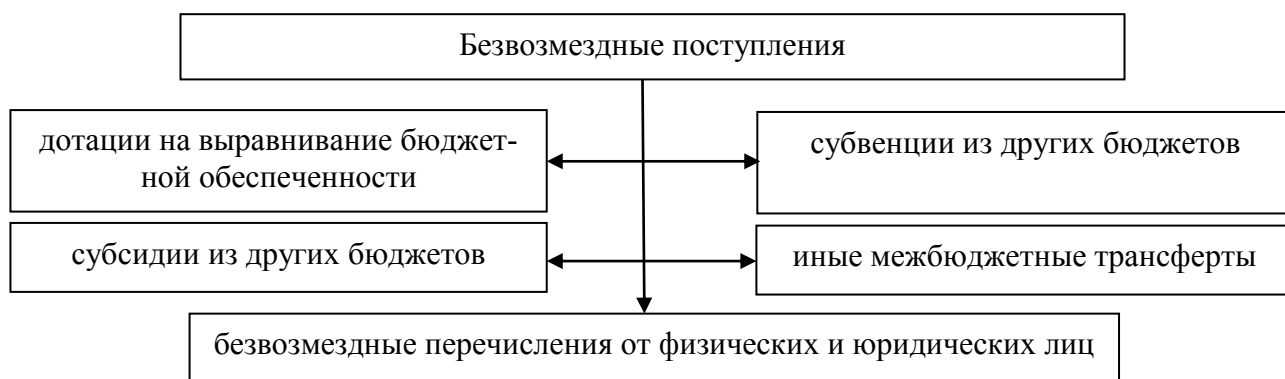 Безвозмездные поступления
дотации на выравнивание бюджет-
ной обеспеченности
субвенции из других бюджетов
субсидии из других бюджетов
иные межбюджетные трансферты
безвозмездные перечисления от физических и юридических лиц